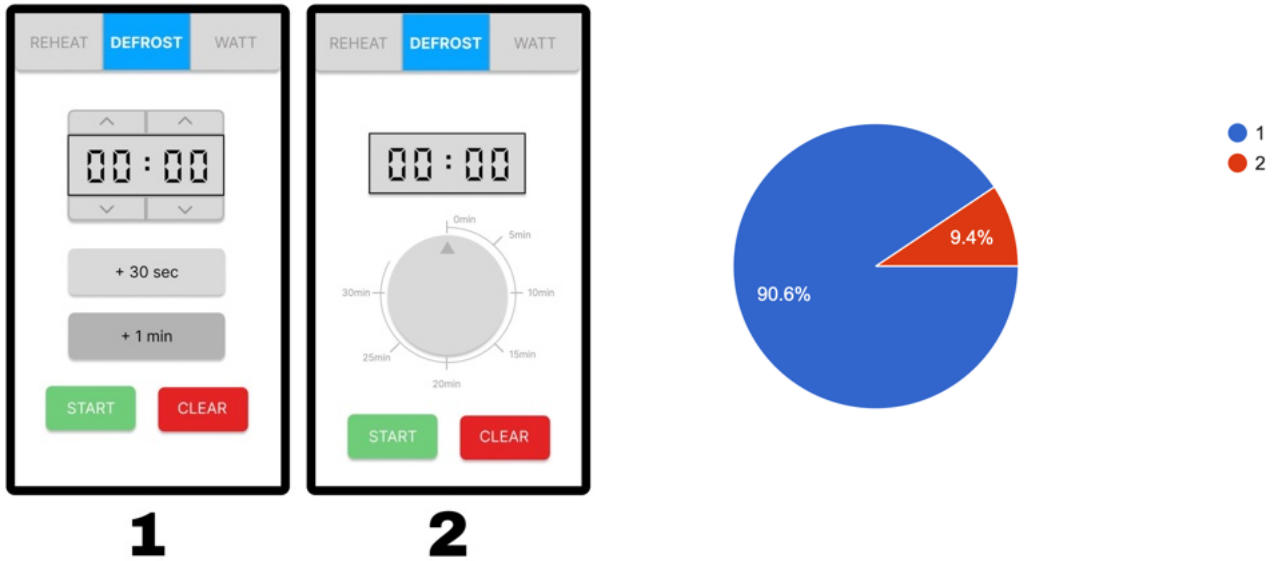 REHEAT DEFROST WATT
00:00
+ 30 sec
+ 1 min
START CLEAR
1
REHEAT DEFROST WATT
00:00
0min
5min
10min
15min
20min
25min
30min
START CLEAR
2
90.6%
9.4%
1
2